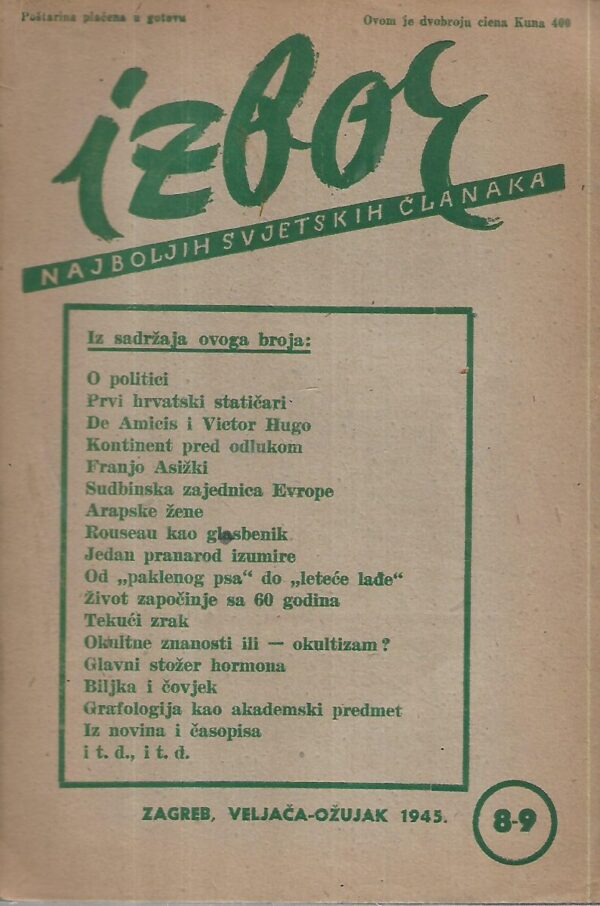 Poštarina plaćena u gotovu
Ovom je dvobroju ciena Kuna 400
izbor
NAJBOLJIH SVJETSKIH ČLANAKA
Iz sadržaja ovoga broja:
O politici
Prvi hrvatski statičari
De Amicis i Victor Hugo
Kontinent pred odlukom
Franjo Asižki
Sudbinska zajednica Evrope
Arapske žene
Rouseau kao glasbenik
Jedan pranarod izumire
Od „paklenog psa“ do „leteće lađe“
Život započinje sa 60 godina
Tekući zrak
Okultne znanosti ili — okultizam?
Glavni stožer hormona
Biljka i čovjek
Grafologija kao akademski predmet
Iz novina i časopisa
i t. d., i t. d.
ZAGREB, VELJAČA-OŽUJAK 1945.
8-9